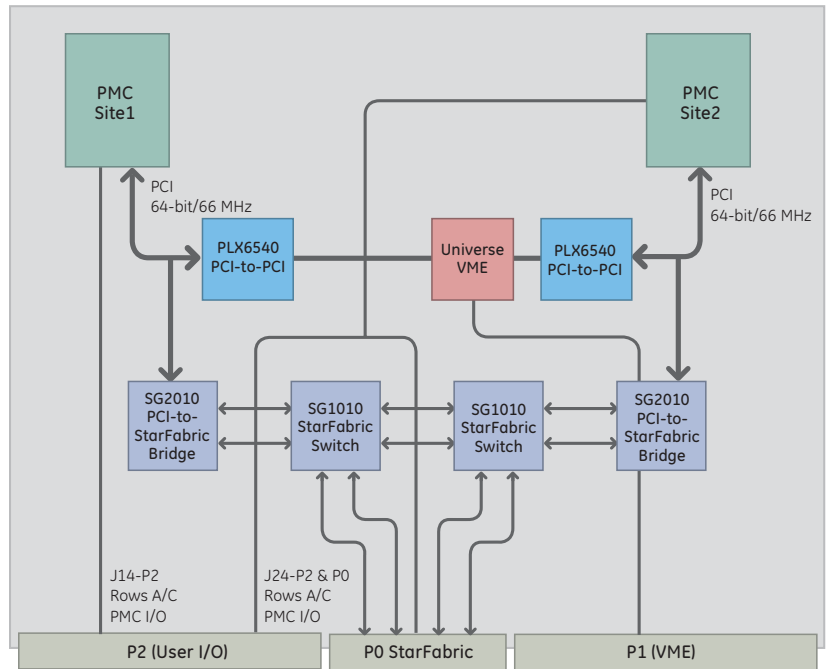 PMC
Site1
PMC
Site2
PCI
64-bit/66 MHz
PCI
64-bit/66 MHz
PLX6540
PCI-to-PCI
Universe
VME
PLX6540
PCI-to-PCI
SG2010
PCI-to-
StarFabric
Bridge
SG1010
StarFabric
Switch
SG1010
StarFabric
Switch
SG2010
PCI-to-
StarFabric
Bridge
J14-P2
Rows A/C
PMC I/O
J24-P2 & P0
Rows A/C
PMC I/O
P2 (User I/O)
P0 StarFabric
P1 (VME)